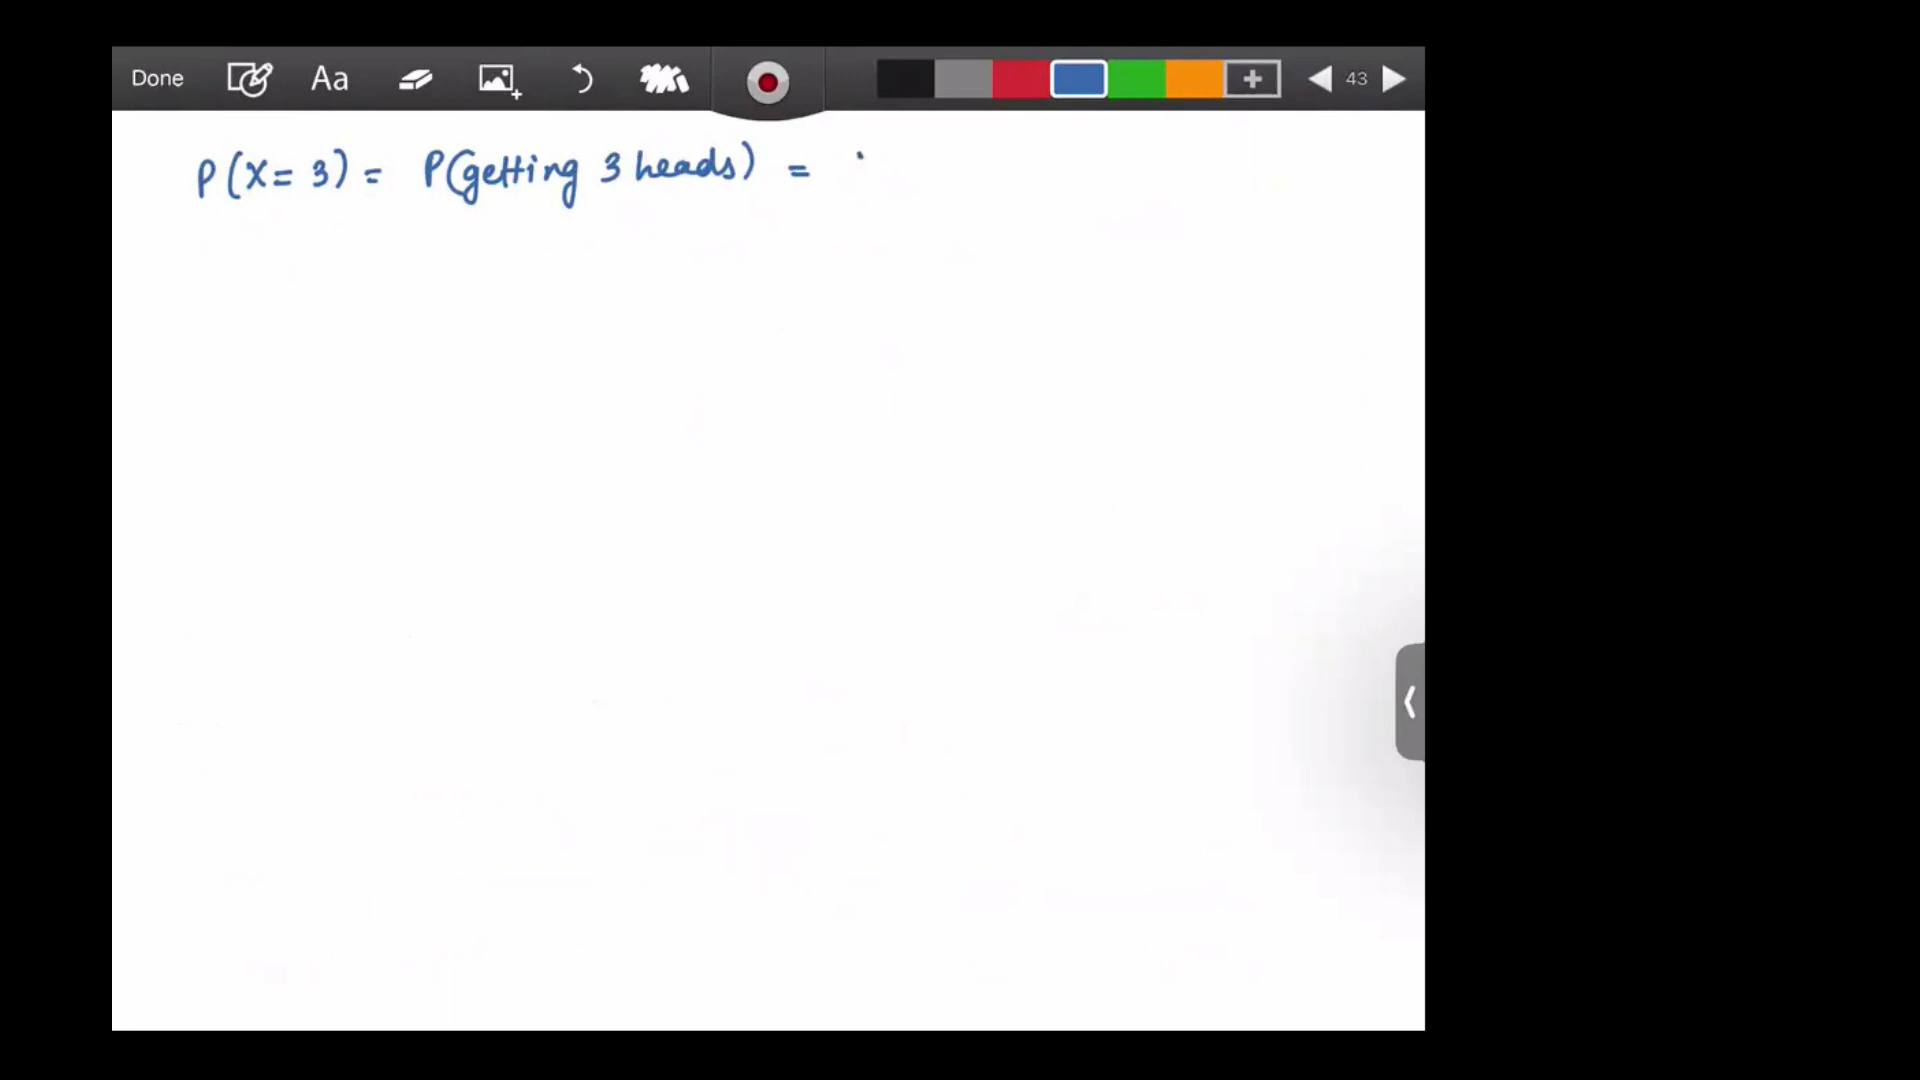 Done Aa 43
P(X= 3) = P(getting 3 heads) =